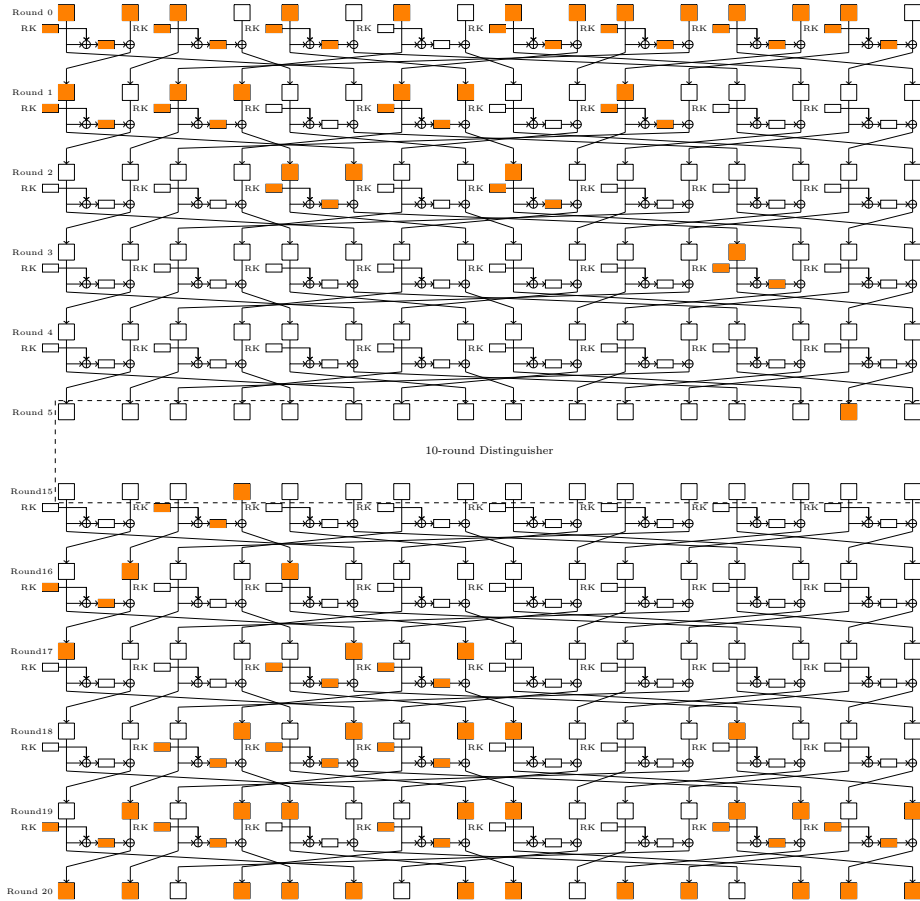 Round 0
RK RK RK RK RK RK RK RK
Round 1
RK RK RK RK RK RK RK RK
Round 2
RK RK RK RK RK RK RK RK
Round 3
RK RK RK RK RK RK RK RK
Round 4
RK RK RK RK RK RK RK RK
Round 5
10-round Distinguisher
Round15
RK RK RK RK RK RK RK RK
Round16
RK RK RK RK RK RK RK RK
Round17
RK RK RK RK RK RK RK RK
Round18
RK RK RK RK RK RK RK RK
Round19
RK RK RK RK RK RK RK RK
Round 20